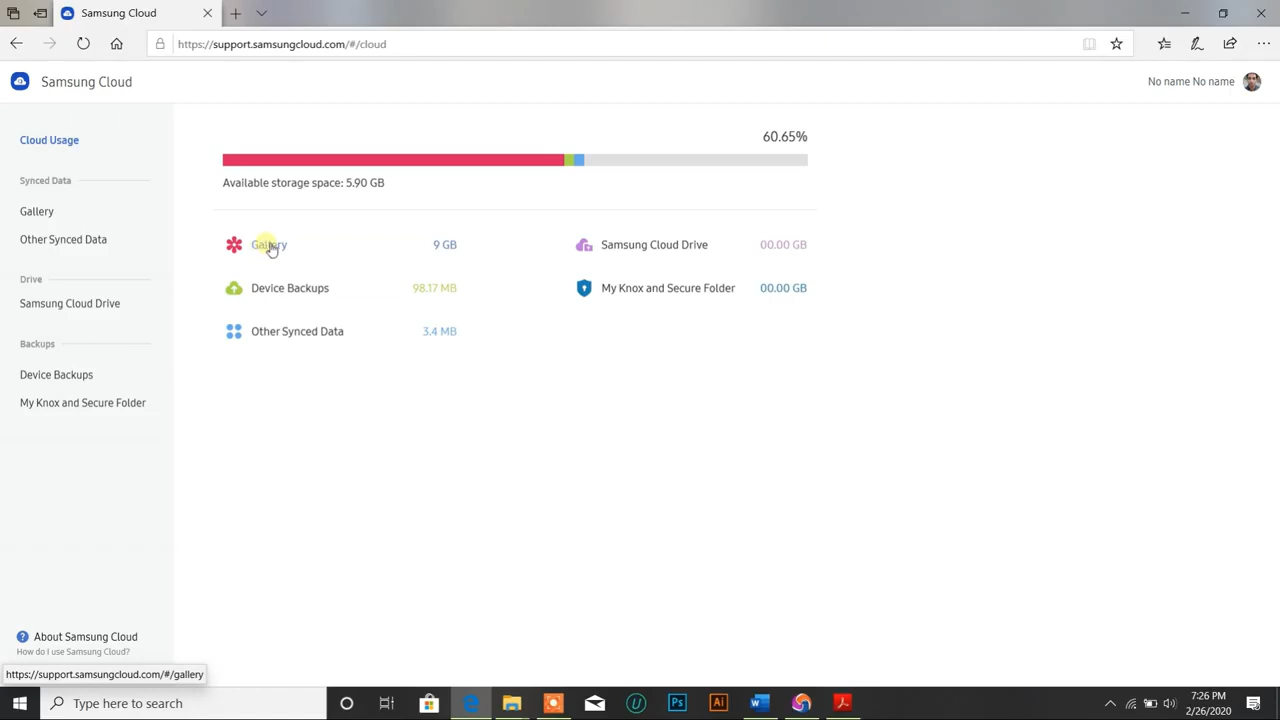 Samsung Cloud
https://support.samsungcloud.com/#/cloud
Samsung Cloud
No name No name
Cloud Usage
Synced Data
Gallery
Other Synced Data
Drive
Samsung Cloud Drive
Backups
Device Backups
My Knox and Secure Folder
60.65%
Available storage space: 5.90 GB
Gallery 9 GB
Samsung Cloud Drive 00.00 GB
Device Backups 98.17 MB
My Knox and Secure Folder 00.00 GB
Other Synced Data 3.4 MB
? About Samsung Cloud
How do I use Samsung Cloud?
https://support.samsungcloud.com/#/gallery
Type here to search
U
Ps
Ai
W
7:26 PM
2/26/2020